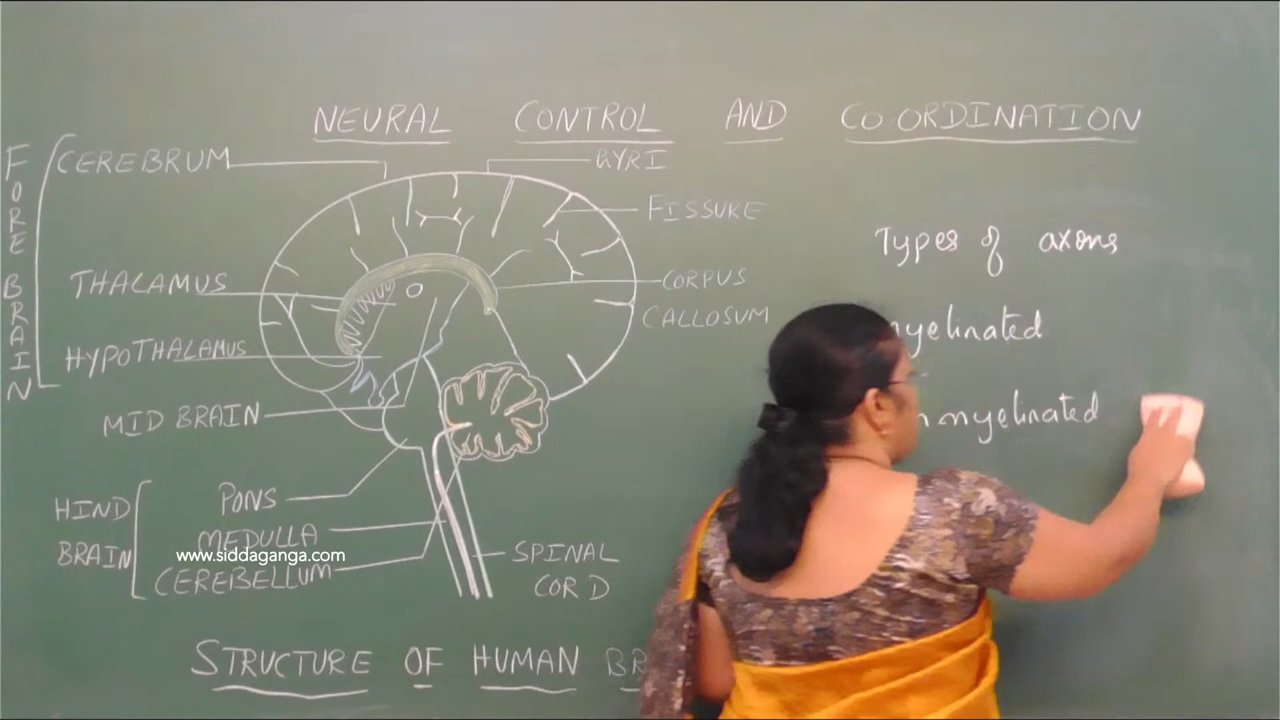 NEURAL CONTROL AND CO ORDINATION
FORE BRAIN
CEREBRUM
GYRI
FISSURE
THALAMUS
CORPUS
CALLOSUM
HYPOTHALAMUS
MID BRAIN
HIND
BRAIN
PONS
MEDULLA
www.siddaganga.com
CEREBELLUM
SPINAL
CORD
STRUCTURE OF HUMAN BR
Types of axons
myelinated
n myelinated